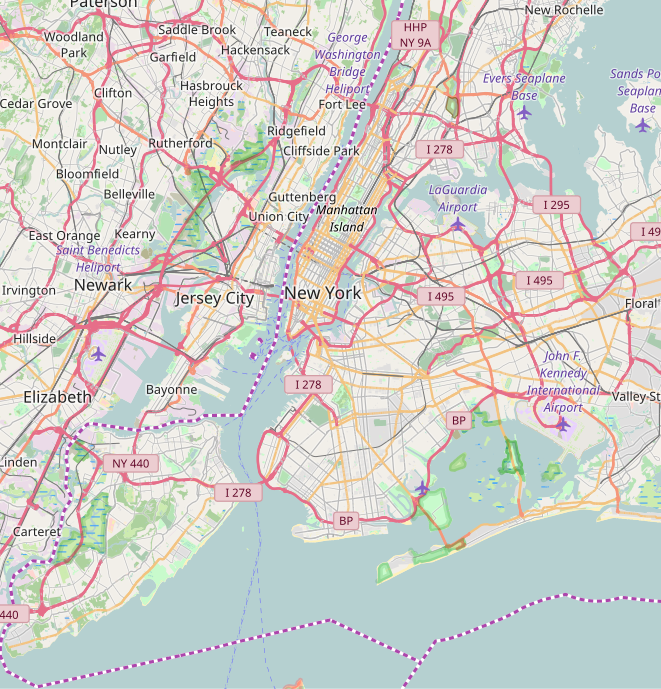 Paterson
New Rochelle
HHP
NY 9A
Saddle Brook
Teaneck
Woodland
Park
George
Washington
Bridge
Heliport
Hackensack
Garfield
Evers Seaplane
Base
Sands Po
Seaplan
Base
Clifton
Hasbrouck
Heights
Cedar Grove
Fort Lee
Ridgefield
Montclair
Nutley
Rutherford
Cliffside Park
I 278
Bloomfield
Belleville
Guttenberg
LaGuardia
Airport
I 295
Union City
Manhattan
Island
East Orange
Kearny
I 49
Saint Benedicts
Heliport
Irvington
Newark
Jersey City
New York
I 495
I 495
Floral
Hillside
John F.
Kennedy
International
Airport
Elizabeth
Bayonne
I 278
Valley St
BP
Linden
NY 440
I 278
BP
Carteret
440